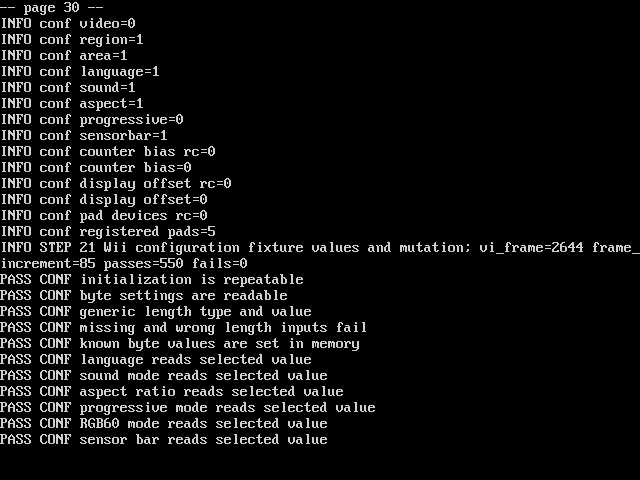 -- page 30 --
INFO conf video=0
INFO conf region=1
INFO conf area=1
INFO conf language=1
INFO conf sound=1
INFO conf aspect=1
INFO conf progressive=0
INFO conf sensorbar=1
INFO conf counter bias rc=0
INFO conf counter bias=0
INFO conf display offset rc=0
INFO conf display offset=0
INFO conf pad devices rc=0
INFO conf registered pads=5
INFO STEP 21 Wii configuration fixture values and mutation; vi_frame=2644 frame_
increment=85 passes=550 fails=0
PASS CONF initialization is repeatable
PASS CONF byte settings are readable
PASS CONF generic length type and value
PASS CONF missing and wrong length inputs fail
PASS CONF known byte values are set in memory
PASS CONF language reads selected value
PASS CONF sound mode reads selected value
PASS CONF aspect ratio reads selected value
PASS CONF progressive mode reads selected value
PASS CONF RGB60 mode reads selected value
PASS CONF sensor bar reads selected value